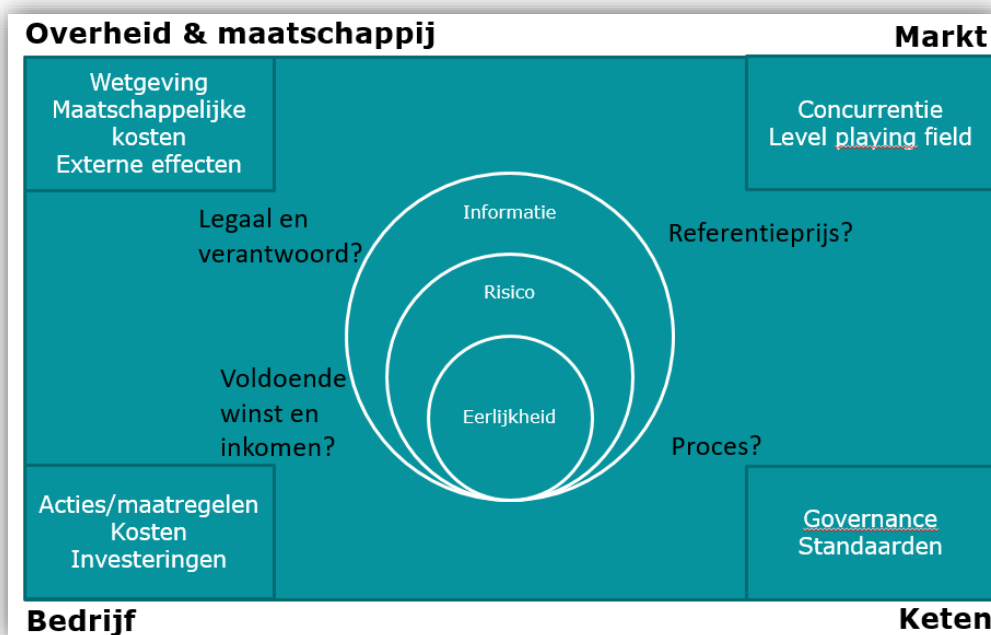 Overheid & maatschappij
Markt
Wetgeving
Maatschappelijke
kosten
Externe effecten
Concurrentie
Level playing field
Informatie
Legaal en
verantwoord?
Referentieprijs?
Risico
Voldoende
winst en
inkomen?
Eerlijkheid
Proces?
Acties/maatregelen
Kosten
Investeringen
Governance
Standaarden
Bedrijf
Keten